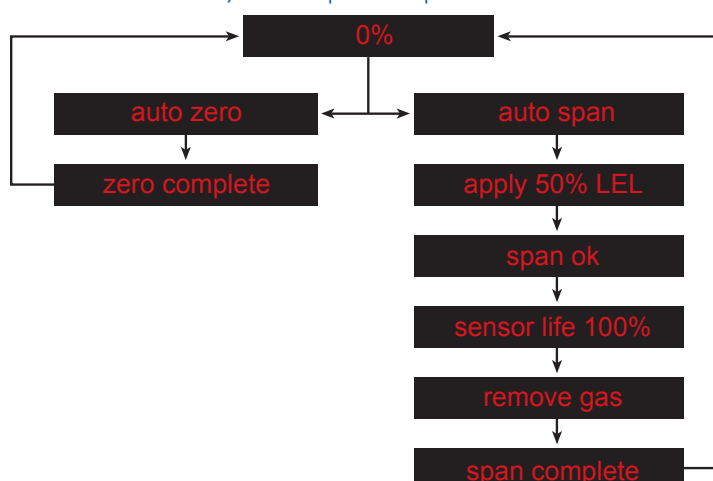 0%
auto zero
auto span
zero complete
apply 50% LEL
span ok
sensor life 100%
remove gas
span complete